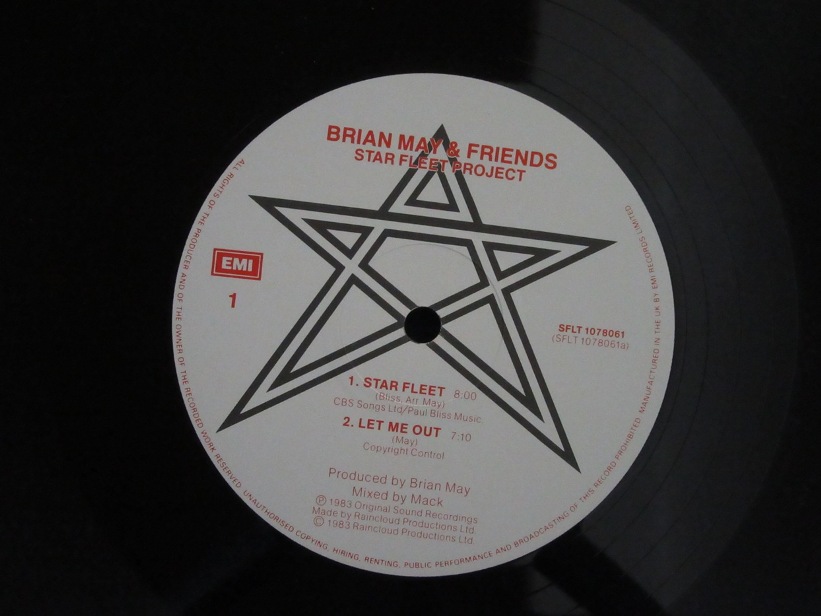 BRIAN MAY & FRIENDS
STAR FLEET PROJECT
EMI
1
SFLT 1078061
(SFLT 1078061a)
1. STAR FLEET 8:00
(Bliss, Arr May)
CBS Songs Ltd/Paul Bliss Music
2. LET ME OUT 7:10
(May)
Copyright Control
Produced by Brian May
Mixed by Mack
Ⓟ 1983 Original Sound Recordings
Made by Raincloud Productions Ltd.
© 1983 Raincloud Productions Ltd.
ALL RIGHTS OF THE PRODUCER AND OF THE OWNER OF THE RECORDED WORK RESERVED. UNAUTHORISED COPYING, HIRING, RENTING, PUBLIC PERFORMANCE AND BROADCASTING OF THIS RECORD PROHIBITED. MANUFACTURED IN THE UK BY EMI RECORDS LIMITED